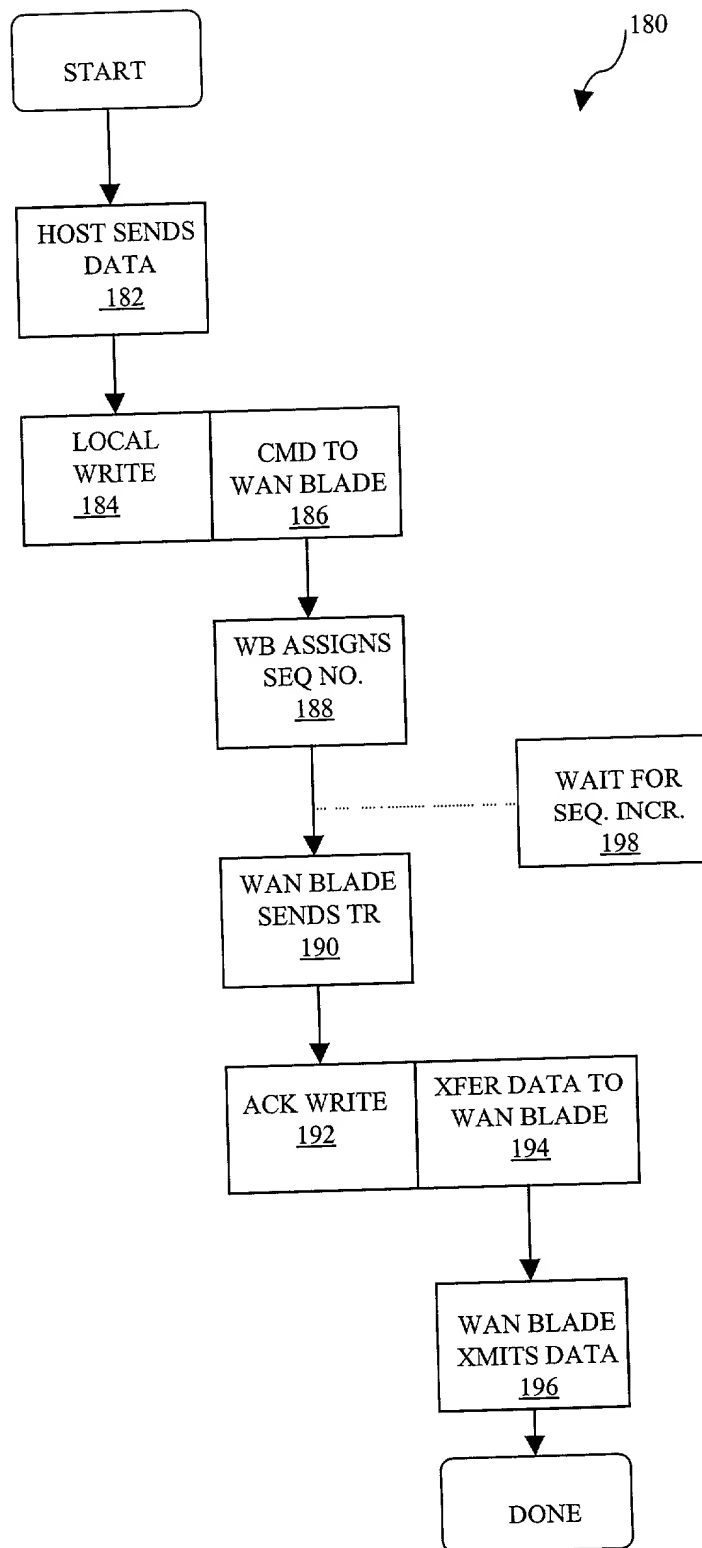 180
START
HOST SENDS
DATA
182
LOCAL
WRITE
184
CMD TO
WAN BLADE
186
WB ASSIGNS
SEQ NO.
188
WAIT FOR
SEQ. INCR.
198
WAN BLADE
SENDS TR
190
ACK WRITE
192
XFER DATA TO
WAN BLADE
194
WAN BLADE
XMITS DATA
196
DONE